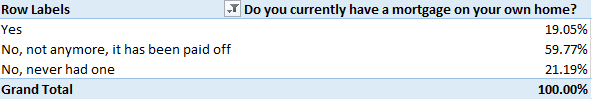 Row Labels Do you currently have a mortgage on your own home?
Yes 19.05%
No, not anymore, it has been paid off 59.77%
No, never had one 21.19%
Grand Total 100.00%